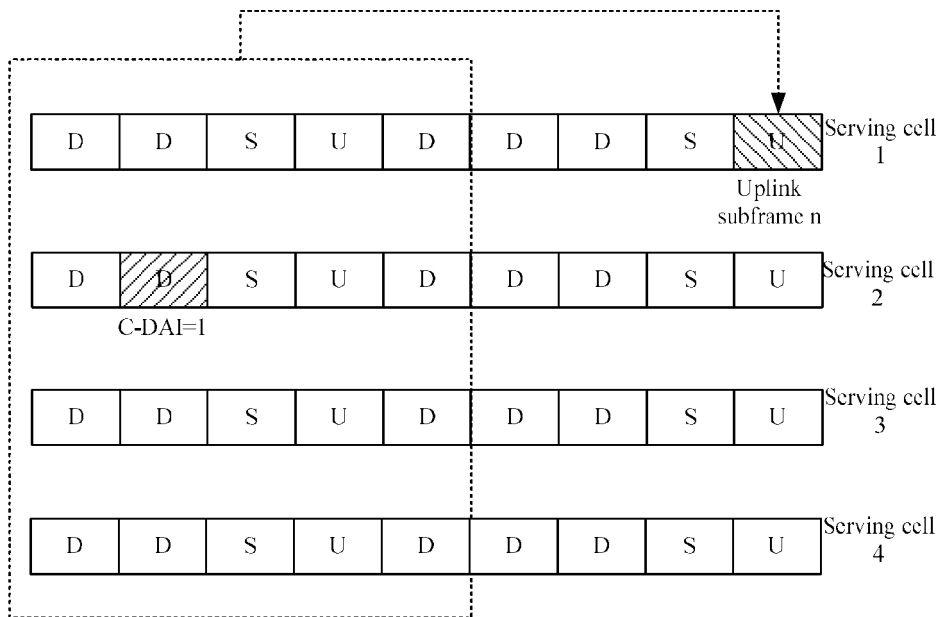 D D S U D D D S U Serving cell
1
Uplink
subframe n
D D S U D D D S U Serving cell
2
C-DAI=1
D D S U D D D S U Serving cell
3
D D S U D D D S U Serving cell
4